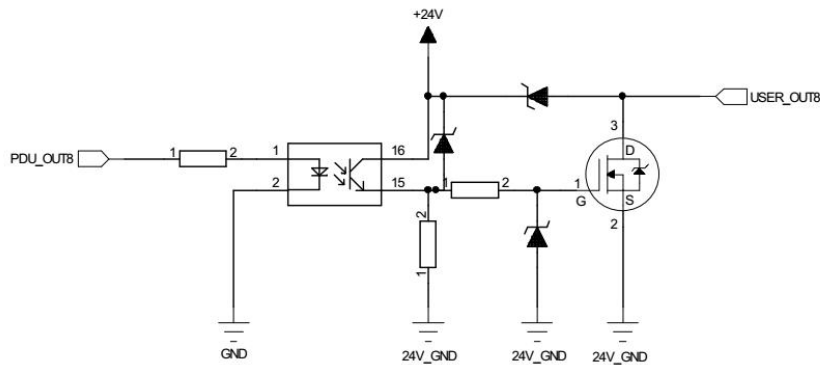 +24V
USER_OUT8
3
D
PDU_OUT8
1
2
1
16
2
15
1
2
1
G
S
2
2
1
GND
24V_GND
24V_GND
24V_GND